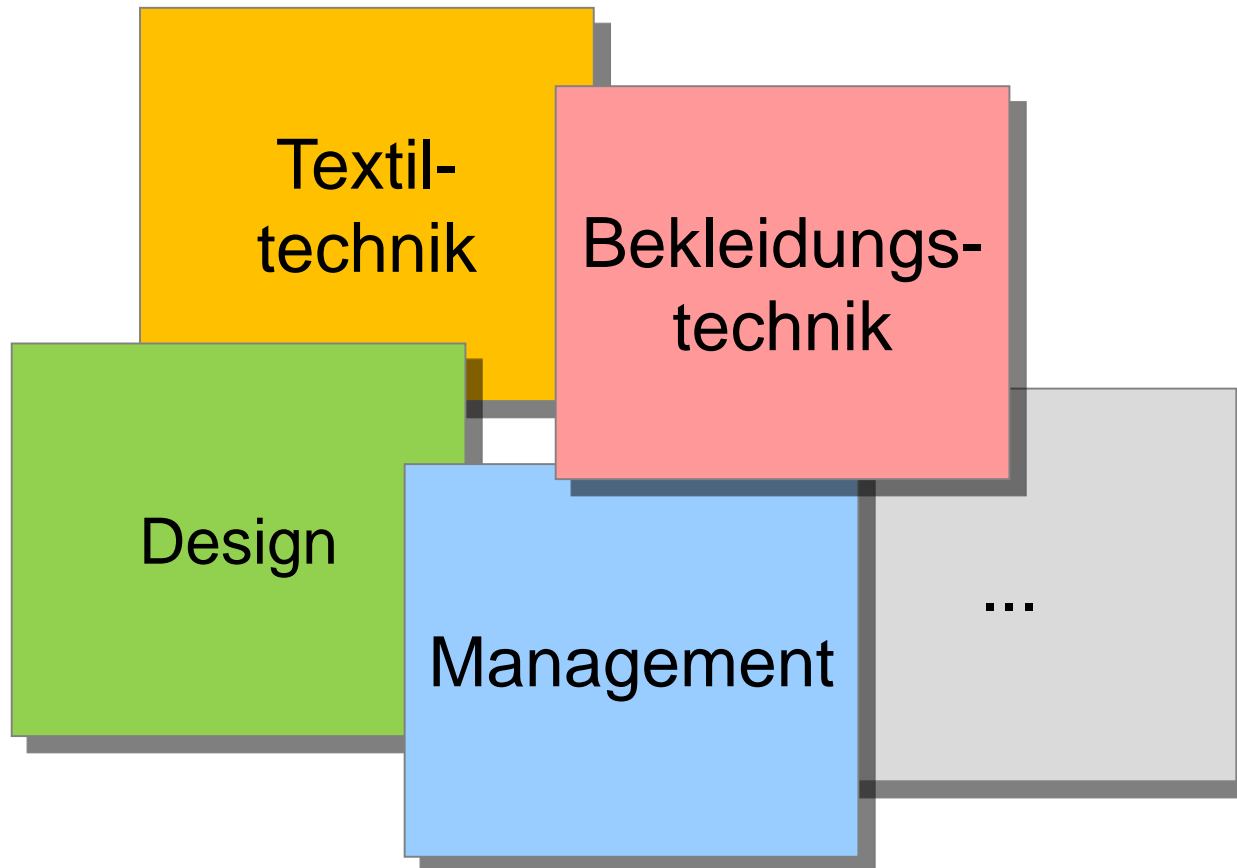 Textil-
technik
Bekleidungs-
technik
Design
Management
...